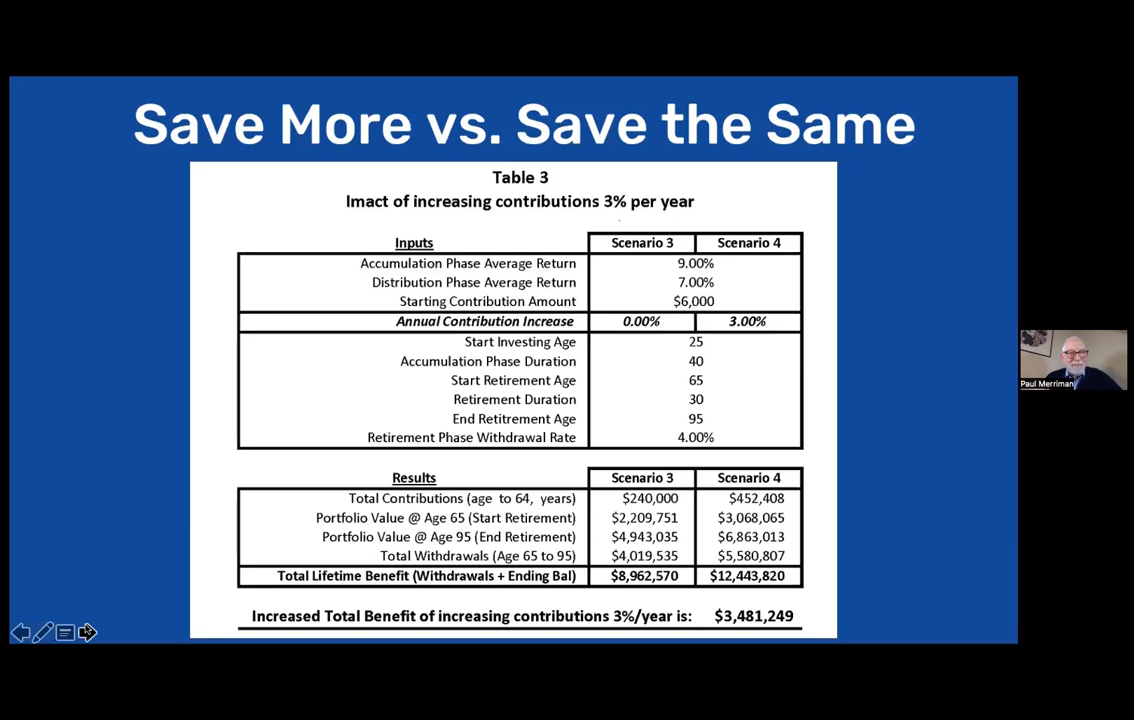 Save More vs. Save the Same
Table 3
Imact of increasing contributions 3% per year
Inputs Scenario 3 Scenario 4
Accumulation Phase Average Return 9.00%
Distribution Phase Average Return 7.00%
Starting Contribution Amount $6,000
Annual Contribution Increase 0.00% 3.00%
Start Investing Age 25
Accumulation Phase Duration 40
Start Retirement Age 65
Retirement Duration 30
End Retitrement Age 95
Retirement Phase Withdrawal Rate 4.00%
Results Scenario 3 Scenario 4
Total Contributions (age to 64, years) $240,000 $452,408
Portfolio Value @ Age 65 (Start Retirement) $2,209,751 $3,068,065
Portfolio Value @ Age 95 (End Retirement) $4,943,035 $6,863,013
Total Withdrawals (Age 65 to 95) $4,019,535 $5,580,807
Total Lifetime Benefit (Withdrawals + Ending Bal) $8,962,570 $12,443,820
Increased Total Benefit of increasing contributions 3%/year is: $3,481,249
Paul Merriman